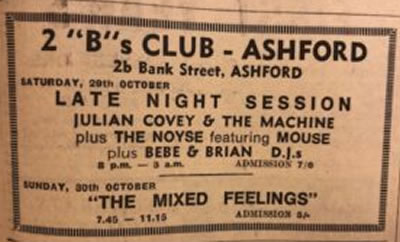 2 "B"s CLUB - ASHFORD
2b Bank Street, ASHFORD
SATURDAY, 29th OCTOBER
LATE NIGHT SESSION
JULIAN COVEY & THE MACHINE
plus THE NOYSE featuring MOUSE
plus BEBE & BRIAN D.J.s
8 p.m. — 3 a.m. ADMISSION 7/6
SUNDAY, 30th OCTOBER
"THE MIXED FEELINGS"
7.45 — 11.15 ADMISSION 5/-